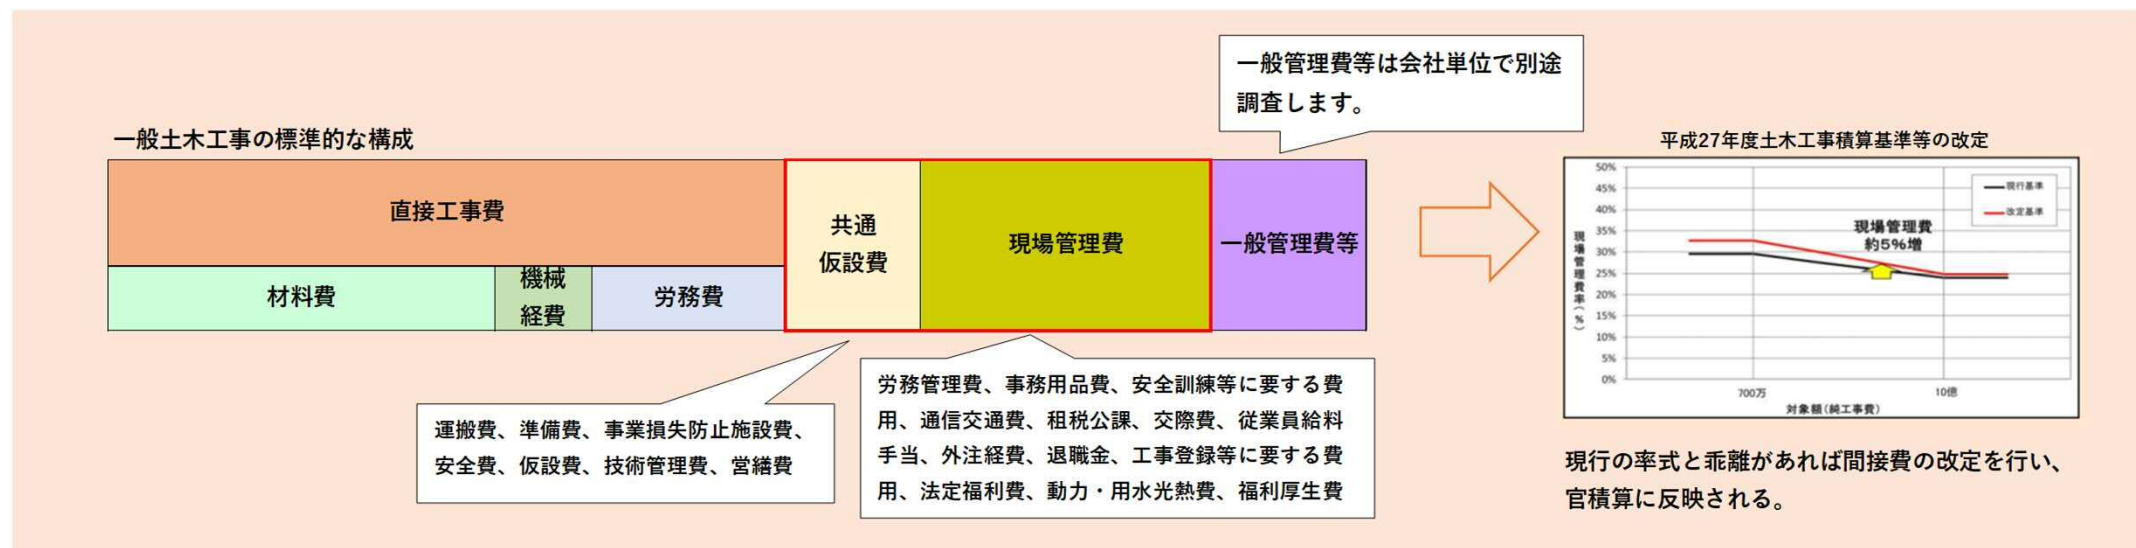 一般管理費等は会社単位で別途
調査します。
一般土木工事の標準的な構成
直接工事費
材料費
機械
経費
労務費
共通
仮設費
現場管理費
一般管理費等
運搬費、準備費、事業損失防止施設費、
安全費、仮設費、技術管理費、営繕費
労務管理費、事務用品費、安全訓練等に要する費
用、通信交通費、租税公課、交際費、従業員給料
手当、外注経費、退職金、工事登録等に要する費
用、法定福利費、動力・用水光熱費、福利厚生費
平成27年度土木工事積算基準等の改定
50%
45%
40%
35%
30%
25%
20%
15%
10%
5%
0%
現場管理費率(%)
現行基準
改定基準
現場管理費
約5%増
700万
10億
対象額(純工事費)
現行の率式と乖離があれば間接費の改定を行い、
官積算に反映される。